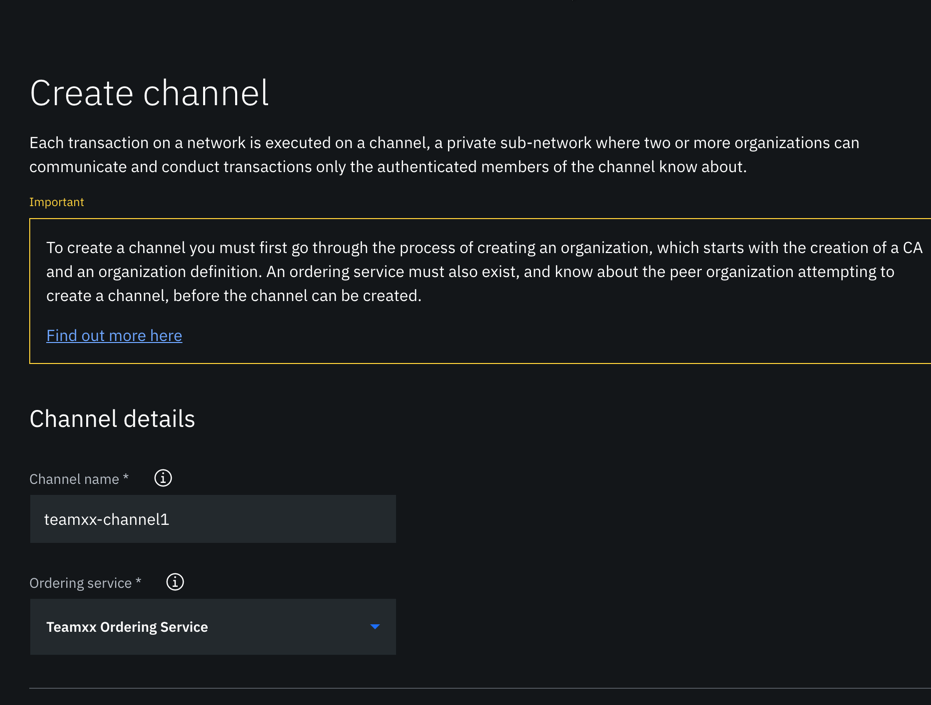 Create channel
Each transaction on a network is executed on a channel, a private sub-network where two or more organizations can
communicate and conduct transactions only the authenticated members of the channel know about.
Important
To create a channel you must first go through the process of creating an organization, which starts with the creation of a CA
and an organization definition. An ordering service must also exist, and know about the peer organization attempting to
create a channel, before the channel can be created.
Find out more here
Channel details
Channel name *
teamxx-channel1
Ordering service *
Teamxx Ordering Service